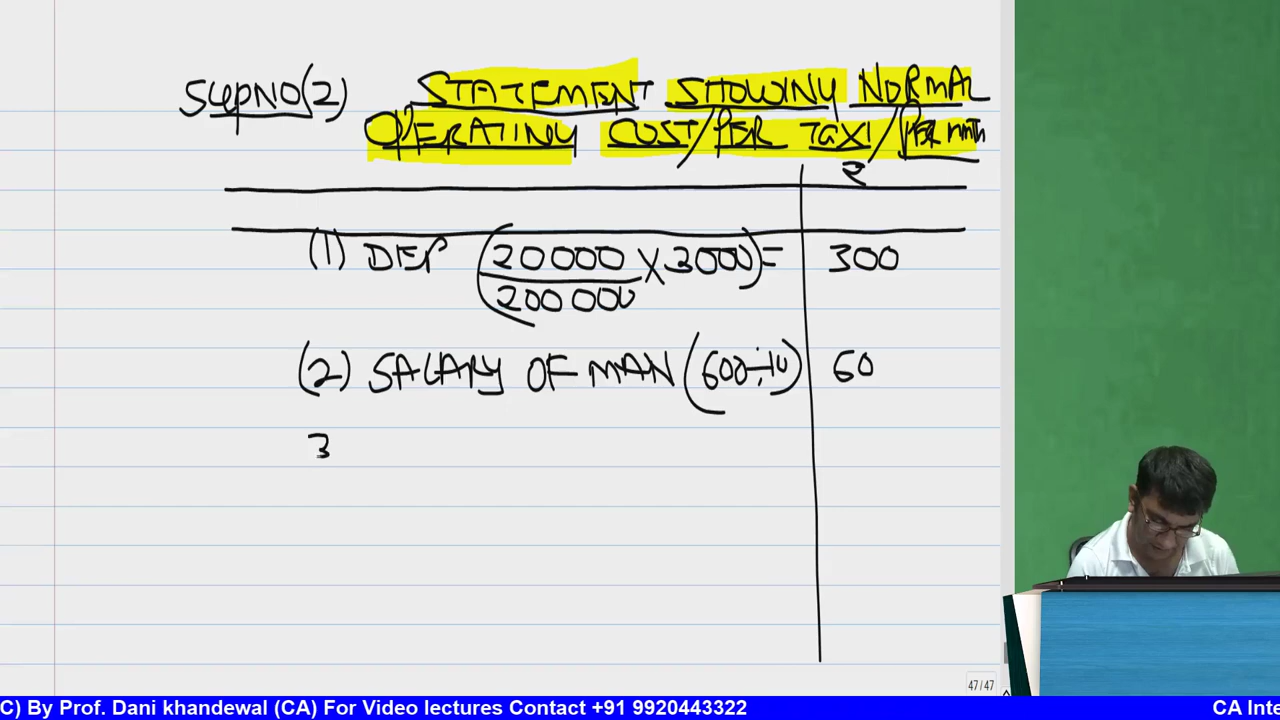 Step NO(2) STATEMENT SHOWING NORMAL
OPERATING COST/PER TAXI/PER mnth
₹
(1) DEP (20000/200000 X 3000) = 300
(2) SALARY OF MAN (600÷10) 60
3
47/47
C) By Prof. Dani khandewal (CA) For Video lectures Contact +91 9920443322
CA Inte